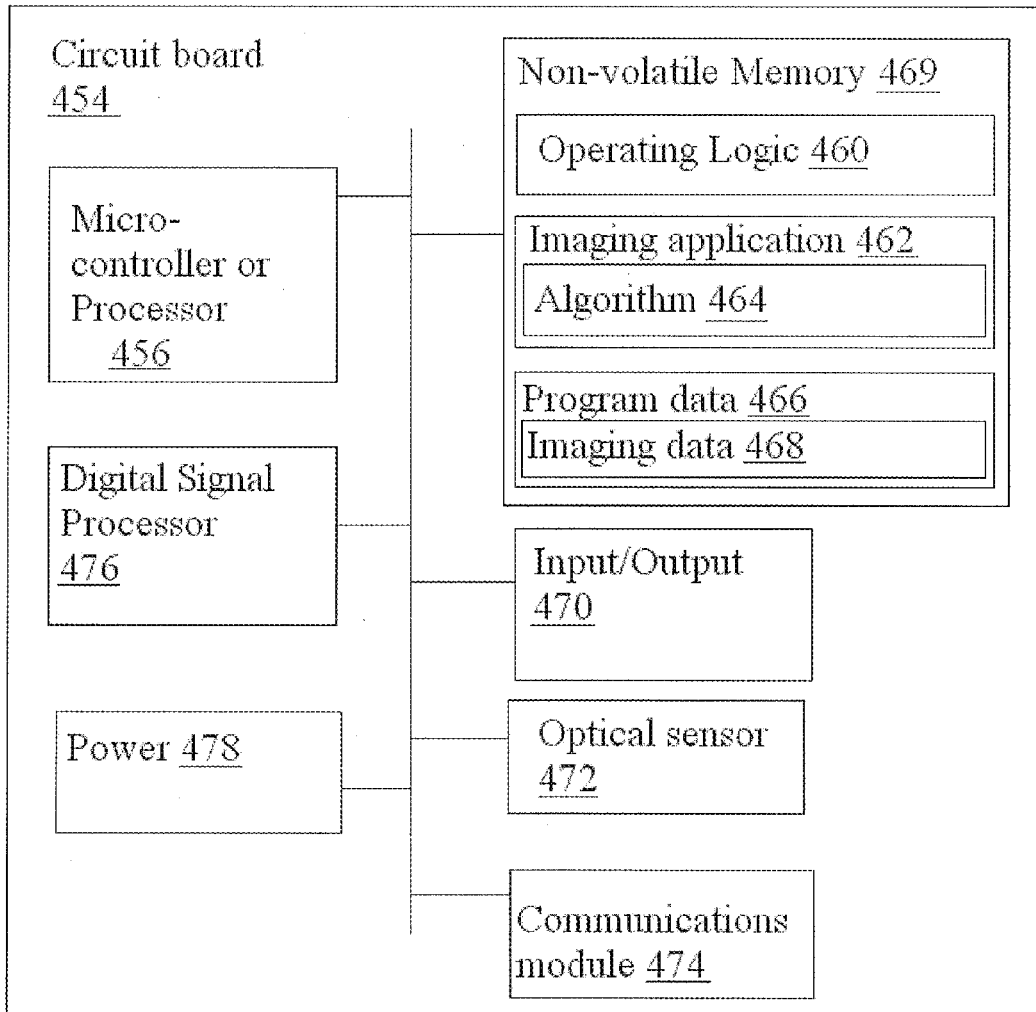 Circuit board
454
Micro-
controller or
Processor
456
Digital Signal
Processor
476
Power 478
Non-volatile Memory 469
Operating Logic 460
Imaging application 462
Algorithm 464
Program data 466
Imaging data 468
Input/Output
470
Optical sensor
472
Communications
module 474